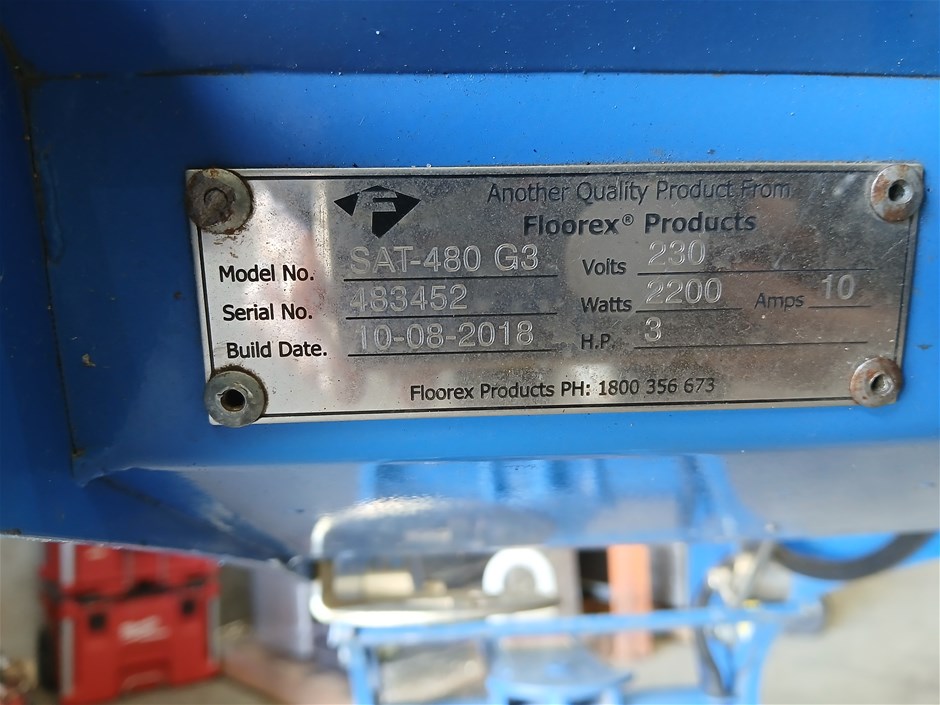 Another Quality Product From
Floorex® Products
Model No. SAT-480 G3 Volts 230
Serial No. 483452 Watts 2200 Amps 10
Build Date. 10-08-2018 H.P. 3
Floorex Products PH: 1800 356 673